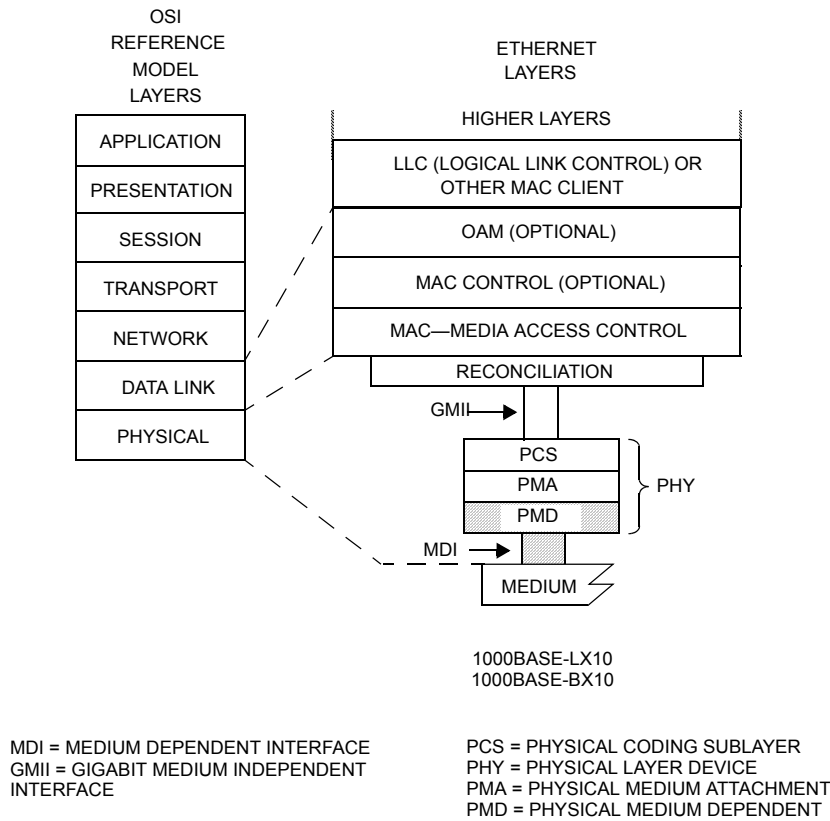 OSI
REFERENCE
MODEL
LAYERS
APPLICATION
PRESENTATION
SESSION
TRANSPORT
NETWORK
DATA LINK
PHYSICAL
ETHERNET
LAYERS
HIGHER LAYERS
LLC (LOGICAL LINK CONTROL) OR
OTHER MAC CLIENT
OAM (OPTIONAL)
MAC CONTROL (OPTIONAL)
MAC—MEDIA ACCESS CONTROL
RECONCILIATION
GMII
PCS
PMA
PHY
PMD
MDI
MEDIUM
1000BASE-LX10
1000BASE-BX10
MDI = MEDIUM DEPENDENT INTERFACE
GMII = GIGABIT MEDIUM INDEPENDENT
INTERFACE
PCS = PHYSICAL CODING SUBLAYER
PHY = PHYSICAL LAYER DEVICE
PMA = PHYSICAL MEDIUM ATTACHMENT
PMD = PHYSICAL MEDIUM DEPENDENT